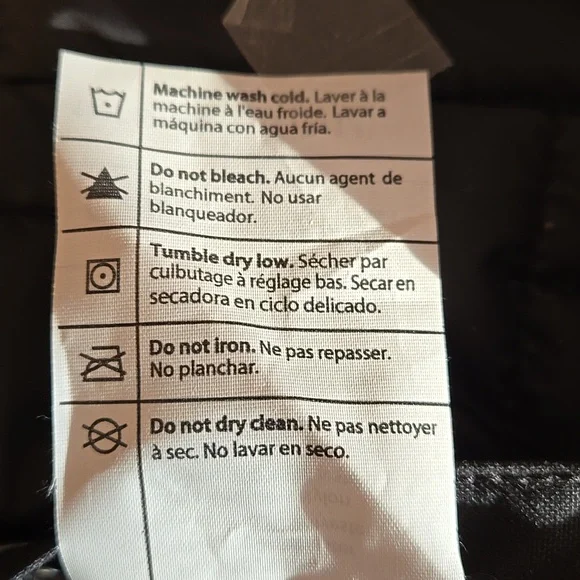 Machine wash cold. Laver à la
machine à l'eau froide. Lavar a
máquina con agua fría.
Do not bleach. Aucun agent de
blanchiment. No usar
blanqueador.
Tumble dry low. Sécher par
culbutage à réglage bas. Secar en
secadora en ciclo delicado.
Do not iron. Ne pas repasser.
No planchar.
Do not dry clean. Ne pas nettoyer
à sec. No lavar en seco.